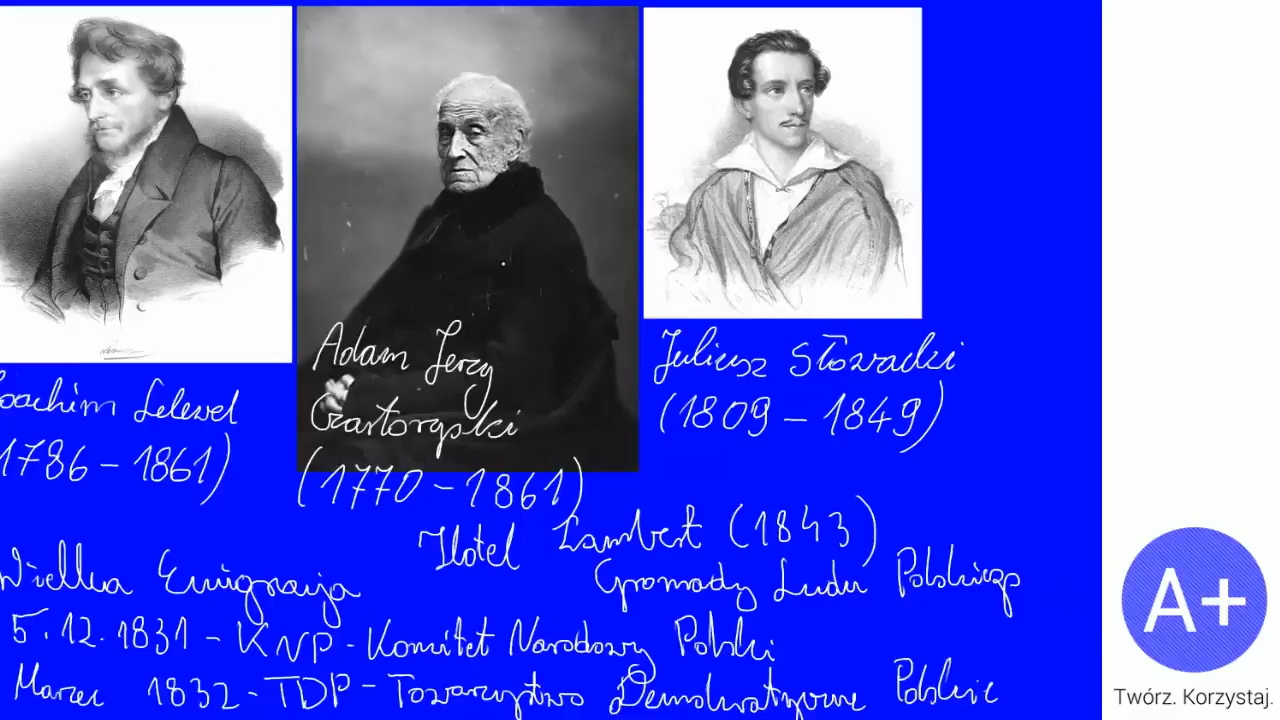 oachim Lelewel
1786 – 1861)
Adam Jerzy
Czartoryski
(1770 – 1861)
Juliusz Słowacki
(1809 – 1849)
Hotel Lambert (1843)
Wielka Emigracja
Gromady Ludu Polskiego
5.12.1831 – KNP - Komitet Narodowy Polski
Marzec 1832 - TDP - Towarzystwo Demokratyczne Polskie
A+
Twórz. Korzystaj.